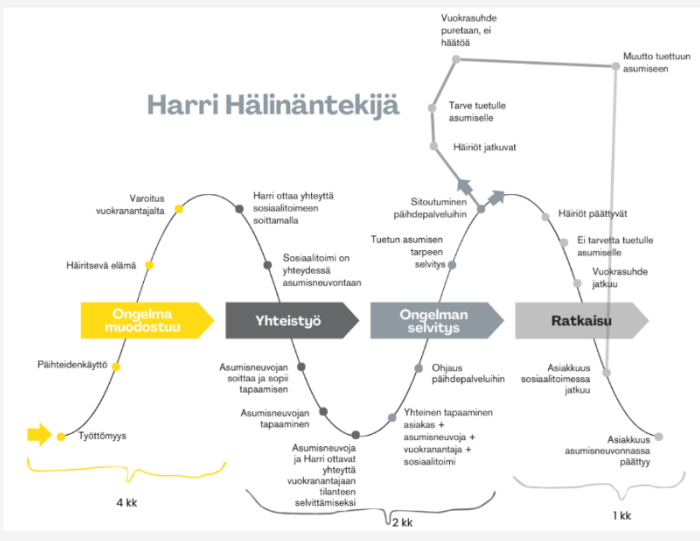 Harri Hälinäntekijä
Vuokrasuhde
puretaan, ei
häätöä
Muutto tuettuun
asumiseen
Tarve tuetulle
asumiselle
Häiriöt jatkuvat
Varoitus
vuokranantajalta
Harri ottaa yhteyttä
sosiaalitoimeen
soittamalla
Sitoutuminen
päihdepalveluihin
Häiriöt päättyvät
Häiritsevä elämä
Sosiaalitoimi on
yhteydessä
asumisneuvontaan
Tuetun asumisen
tarpeen
selvitys
Ei tarvetta tuetulle
asumiselle
Vuokrasuhde
jatkuu
Ongelma
muodostuu
Yhteistyö
Ongelman
selvitys
Ratkaisu
Päihteidenkäyttö
Asumisneuvojan
soittaa ja sopii
tapaamisen
Ohjaus
päihdepalveluihin
Asiakkuus
sosiaalitoimessa
jatkuu
Työttömyys
Asumisneuvojan
tapaaminen
Asumisneuvoja
ja Harri ottavat
yhteyttä
vuokranantajaan
tilanteen
selvittämiseksi
Yhteinen tapaaminen
asiakas +
asumisneuvoja +
vuokranantaja +
sosiaalitoimi
Asiakkuus
asumisneuvonnassa
päättyy
4 kk
2 kk
1 kk